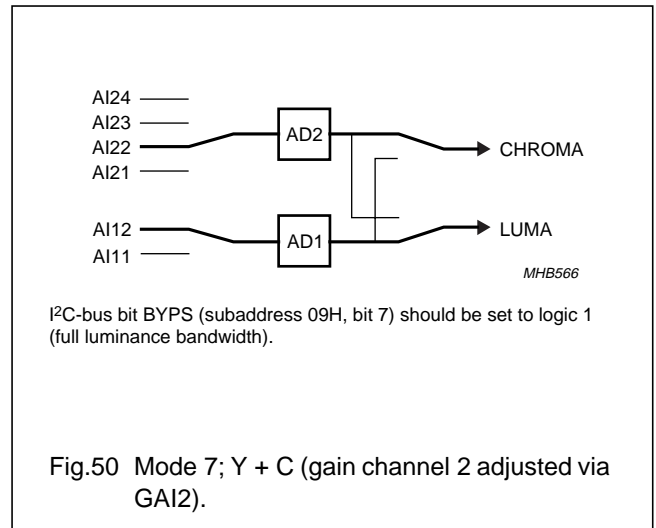 AI24
AI23
AI22
AI21
AD2
CHROMA
AI12
AI11
AD1
LUMA
MHB566
I²C-bus bit BYPS (subaddress 09H, bit 7) should be set to logic 1
(full luminance bandwidth).
Fig.50 Mode 7; Y + C (gain channel 2 adjusted via
GAI2).